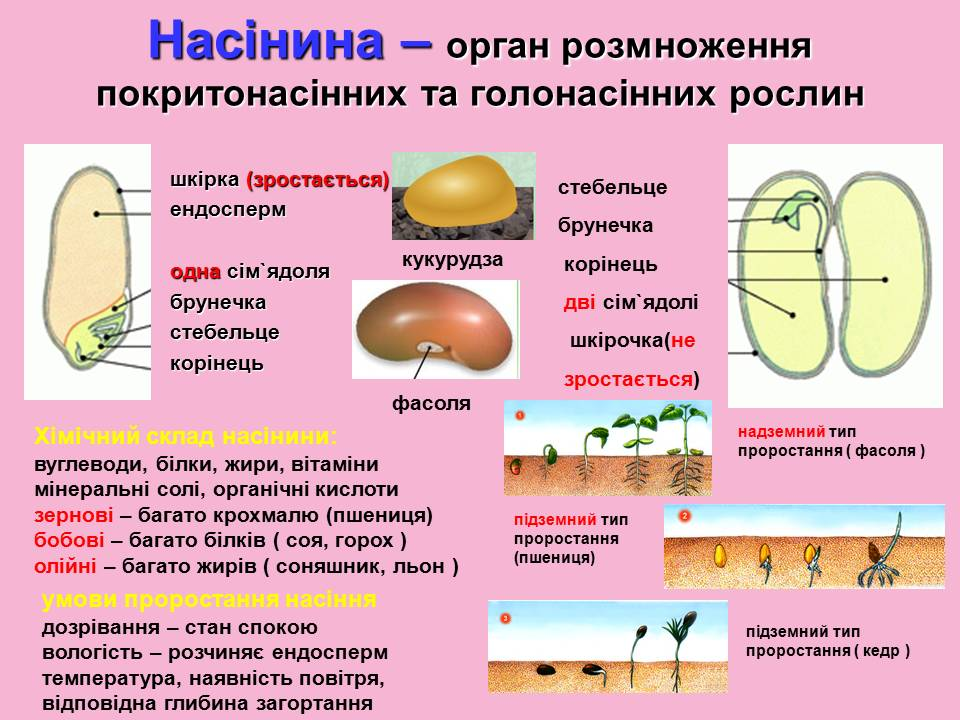 Насінина – орган розмноження
покритонасінних та голонасінних рослин
шкірка (зростається)
ендосперм
одна сім`ядоля
брунечка
стебельце
корінець
кукурудза
фасоля
стебельце
брунечка
корінець
дві сім`ядолі
шкірочка(не
зростається)
Хімічний склад насінини:
вуглеводи, білки, жири, вітаміни
мінеральні солі, органічні кислоти
зернові – багато крохмалю (пшениця)
бобові – багато білків ( соя, горох )
олійні – багато жирів ( соняшник, льон )
умови проростання насіння
дозрівання – стан спокою
вологість – розчиняє ендосперм
температура, наявність повітря,
відповідна глибина загортання
1
надземний тип
проростання ( фасоля )
підземний тип
проростання
(пшениця)
2
3
підземний тип
проростання ( кедр )